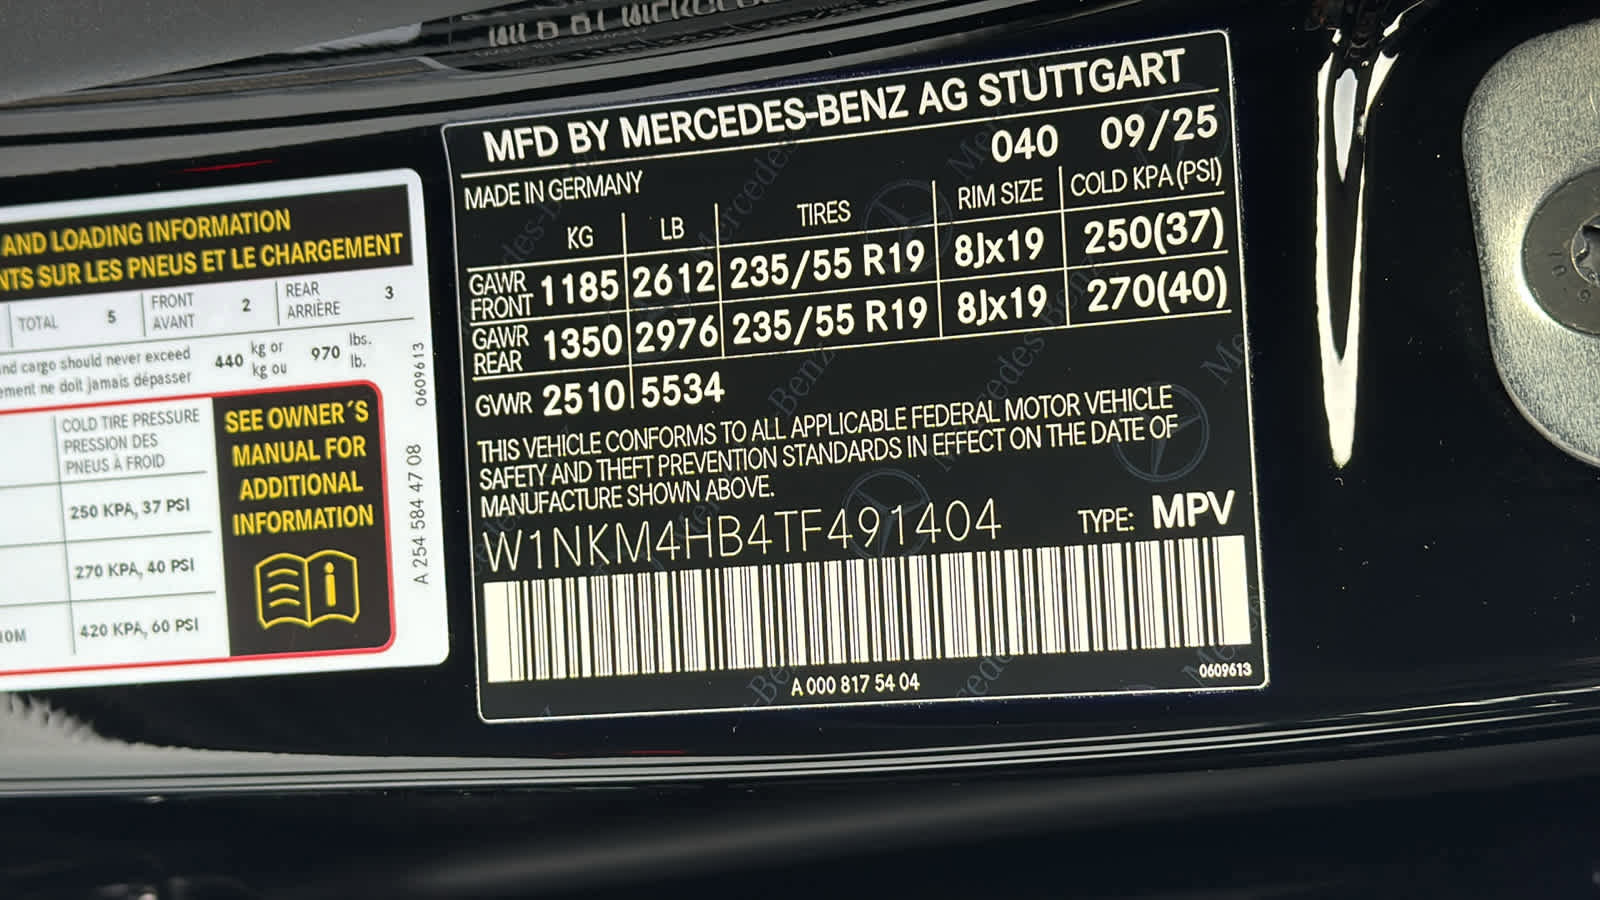 MFD BY MERCEDES-BENZ AG STUTTGART
040 09/25
MADE IN GERMANY
KG LB TIRES RIM SIZE COLD KPA(PSI)
GAWR FRONT 1185 2612 235/55 R19 8Jx19 250(37)
GAWR REAR 1350 2976 235/55 R19 8Jx19 270(40)
GVWR 2510 5534
THIS VEHICLE CONFORMS TO ALL APPLICABLE FEDERAL MOTOR VEHICLE
SAFETY AND THEFT PREVENTION STANDARDS IN EFFECT ON THE DATE OF
MANUFACTURE SHOWN ABOVE.
W1NKM4HB4TF491404 TYPE: MPV
A 000 817 54 04
0609613
AND LOADING INFORMATION
NTS SUR LES PNEUS ET LE CHARGEMENT
TOTAL 5 FRONT AVANT 2 REAR ARRIÈRE 3
and cargo should never exceed 440 kg or 970 lbs.
ement ne doit jamais dépasser kg ou lb.
COLD TIRE PRESSURE
PRESSION DES
PNEUS À FROID
250 KPA, 37 PSI
270 KPA, 40 PSI
420 KPA, 60 PSI
SEE OWNER´S
MANUAL FOR
ADDITIONAL
INFORMATION
0609613
A 254 584 47 08